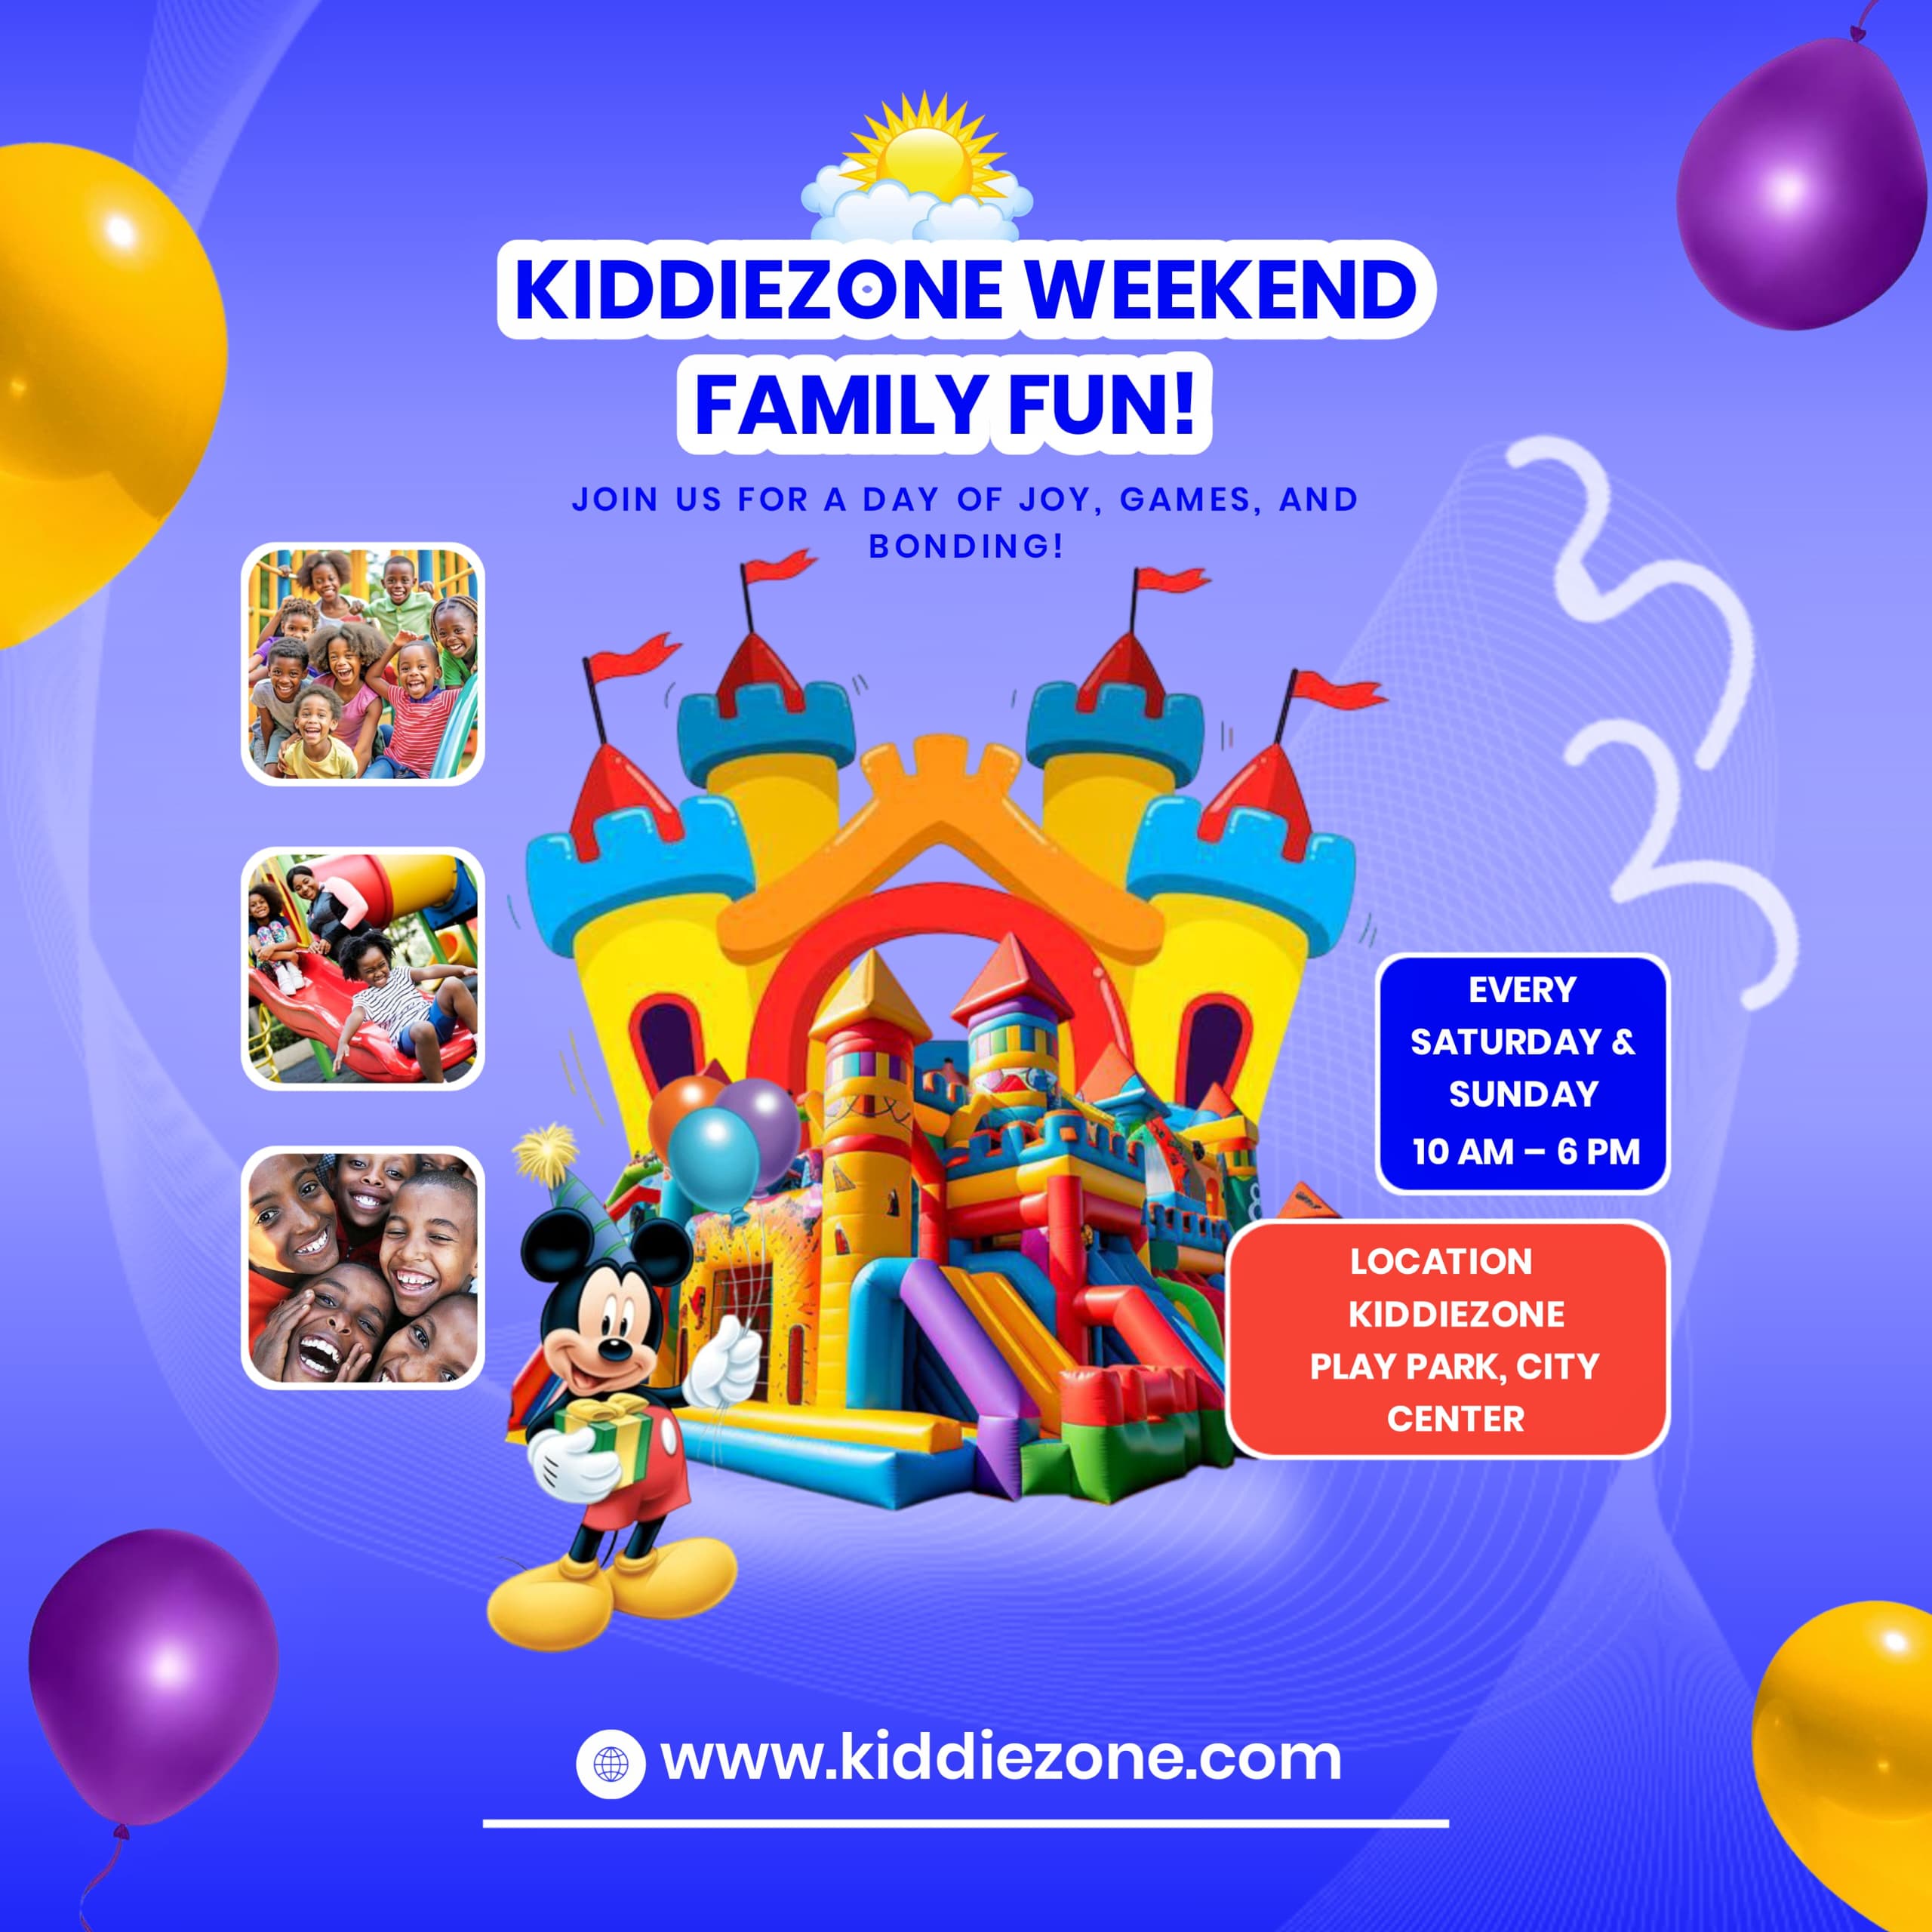 KIDDIEZONE WEEKEND
FAMILY FUN!
JOIN US FOR A DAY OF JOY, GAMES, AND
BONDING!
EVERY
SATURDAY &
SUNDAY
10 AM – 6 PM
LOCATION
KIDDIEZONE
PLAY PARK, CITY
CENTER
www.kiddiezone.com